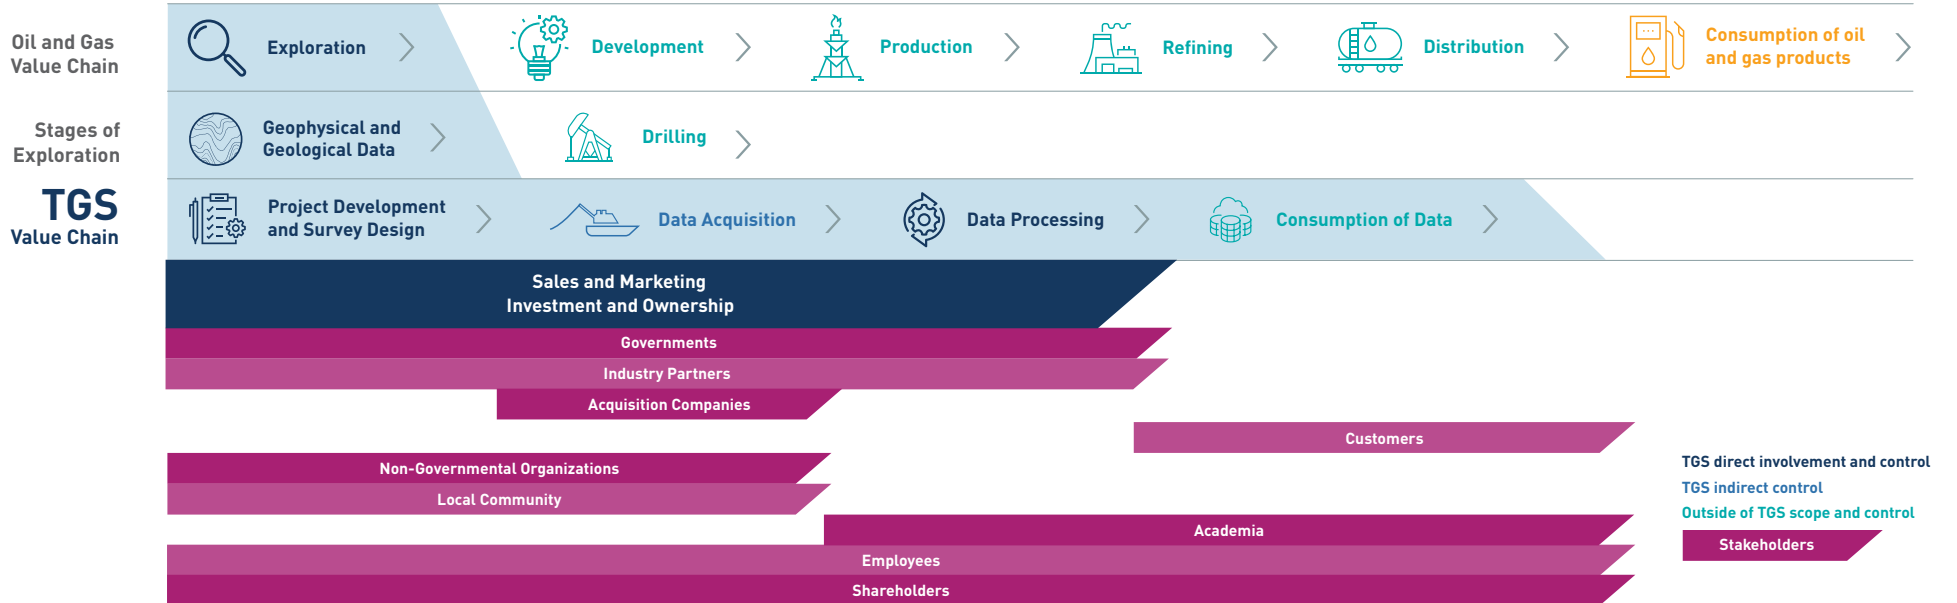 Oil and Gas
Value Chain
Exploration
Development
Production
Refining
Distribution
Consumption of oil
and gas products
Stages of
Exploration
Geophysical and
Geological Data
Drilling
TGS
Value Chain
Project Development
and Survey Design
Data Acquisition
Data Processing
Consumption of Data
Sales and Marketing
Investment and Ownership
Governments
Industry Partners
Acquisition Companies
Customers
Non-Governmental Organizations
Local Community
Academia
Employees
Shareholders
TGS direct involvement and control
TGS indirect control
Outside of TGS scope and control
Stakeholders